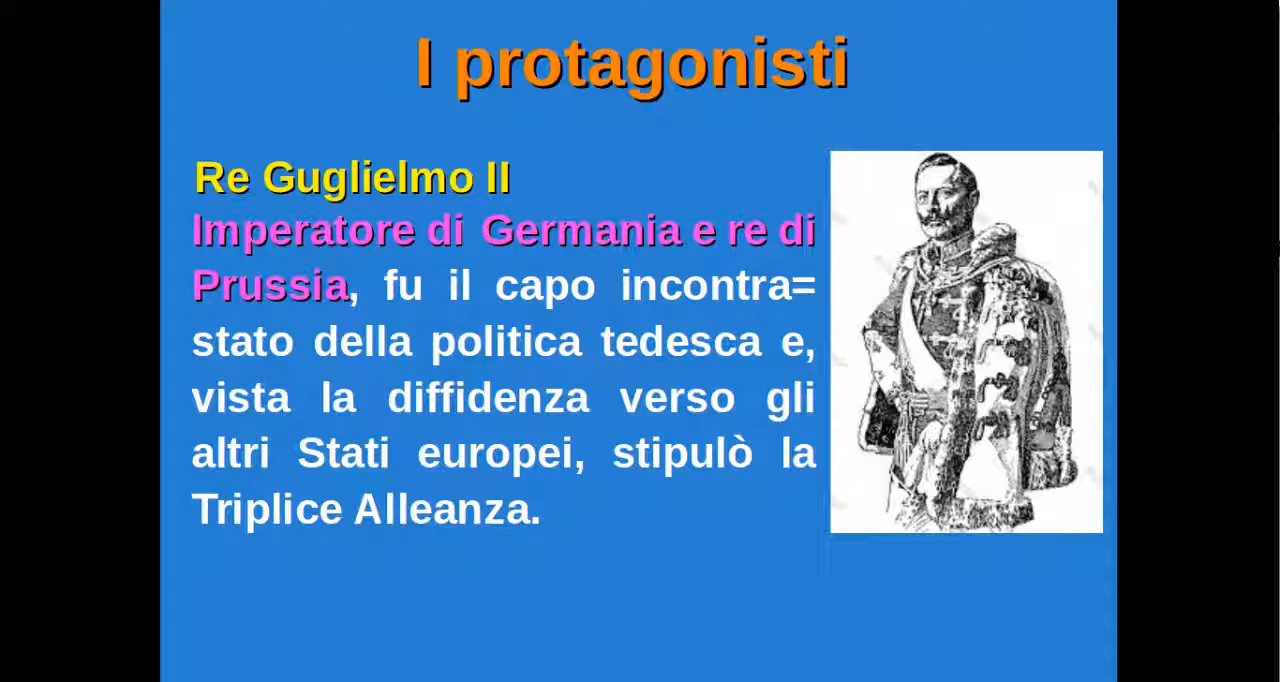 I protagonisti
Re Guglielmo II
Imperatore di Germania e re di
Prussia, fu il capo incontra=
stato della politica tedesca e,
vista la diffidenza verso gli
altri Stati europei, stipulò la
Triplice Alleanza.